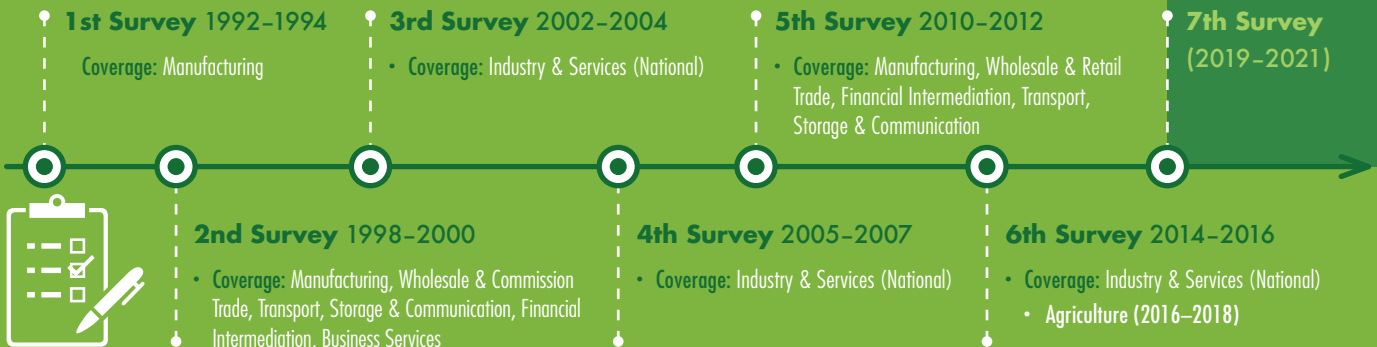 1st Survey 1992–1994
Coverage: Manufacturing
3rd Survey 2002–2004
• Coverage: Industry & Services (National)
5th Survey 2010–2012
• Coverage: Manufacturing, Wholesale & Retail
Trade, Financial Intermediation, Transport,
Storage & Communication
7th Survey
(2019–2021)
2nd Survey 1998–2000
• Coverage: Manufacturing, Wholesale & Commission
Trade, Transport, Storage & Communication, Financial
Intermediation, Business Services
4th Survey 2005–2007
• Coverage: Industry & Services (National)
6th Survey 2014–2016
• Coverage: Industry & Services (National)
• Agriculture (2016–2018)